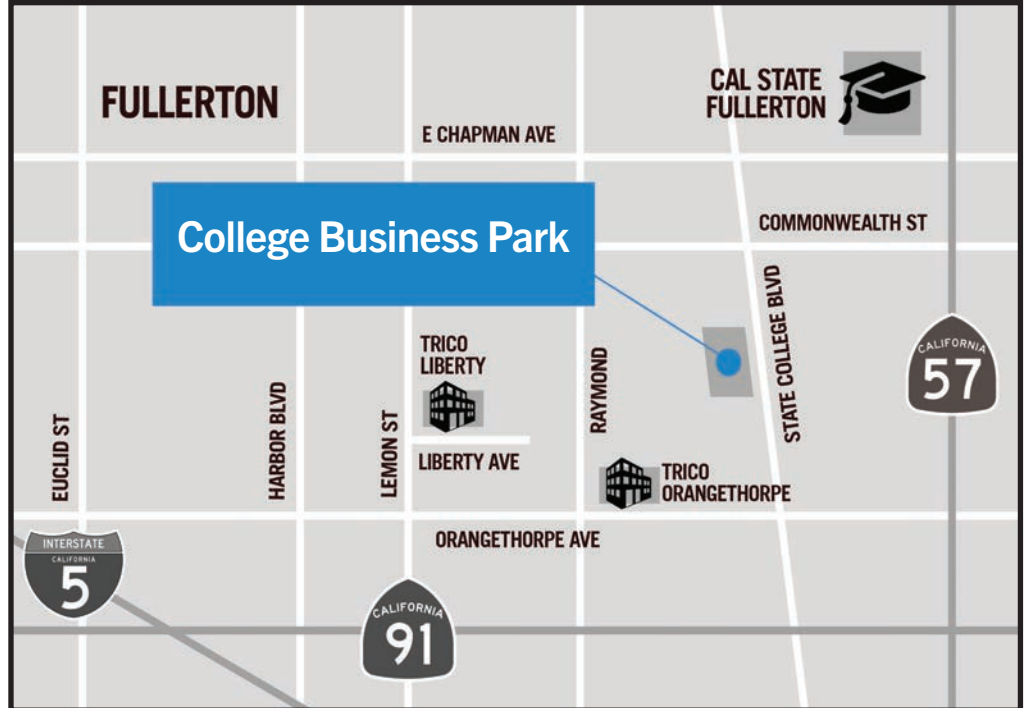 FULLERTON
CAL STATE
FULLERTON
E CHAPMAN AVE
College Business Park
COMMONWEALTH ST
TRICO
LIBERTY
STATE COLLEGE BLVD
CALIFORNIA
57
RAYMOND
EUCLID ST
HARBOR BLVD
LEMON ST
LIBERTY AVE
TRICO
ORANGETHORPE
ORANGETHORPE AVE
INTERSTATE
CALIFORNIA
5
CALIFORNIA
91